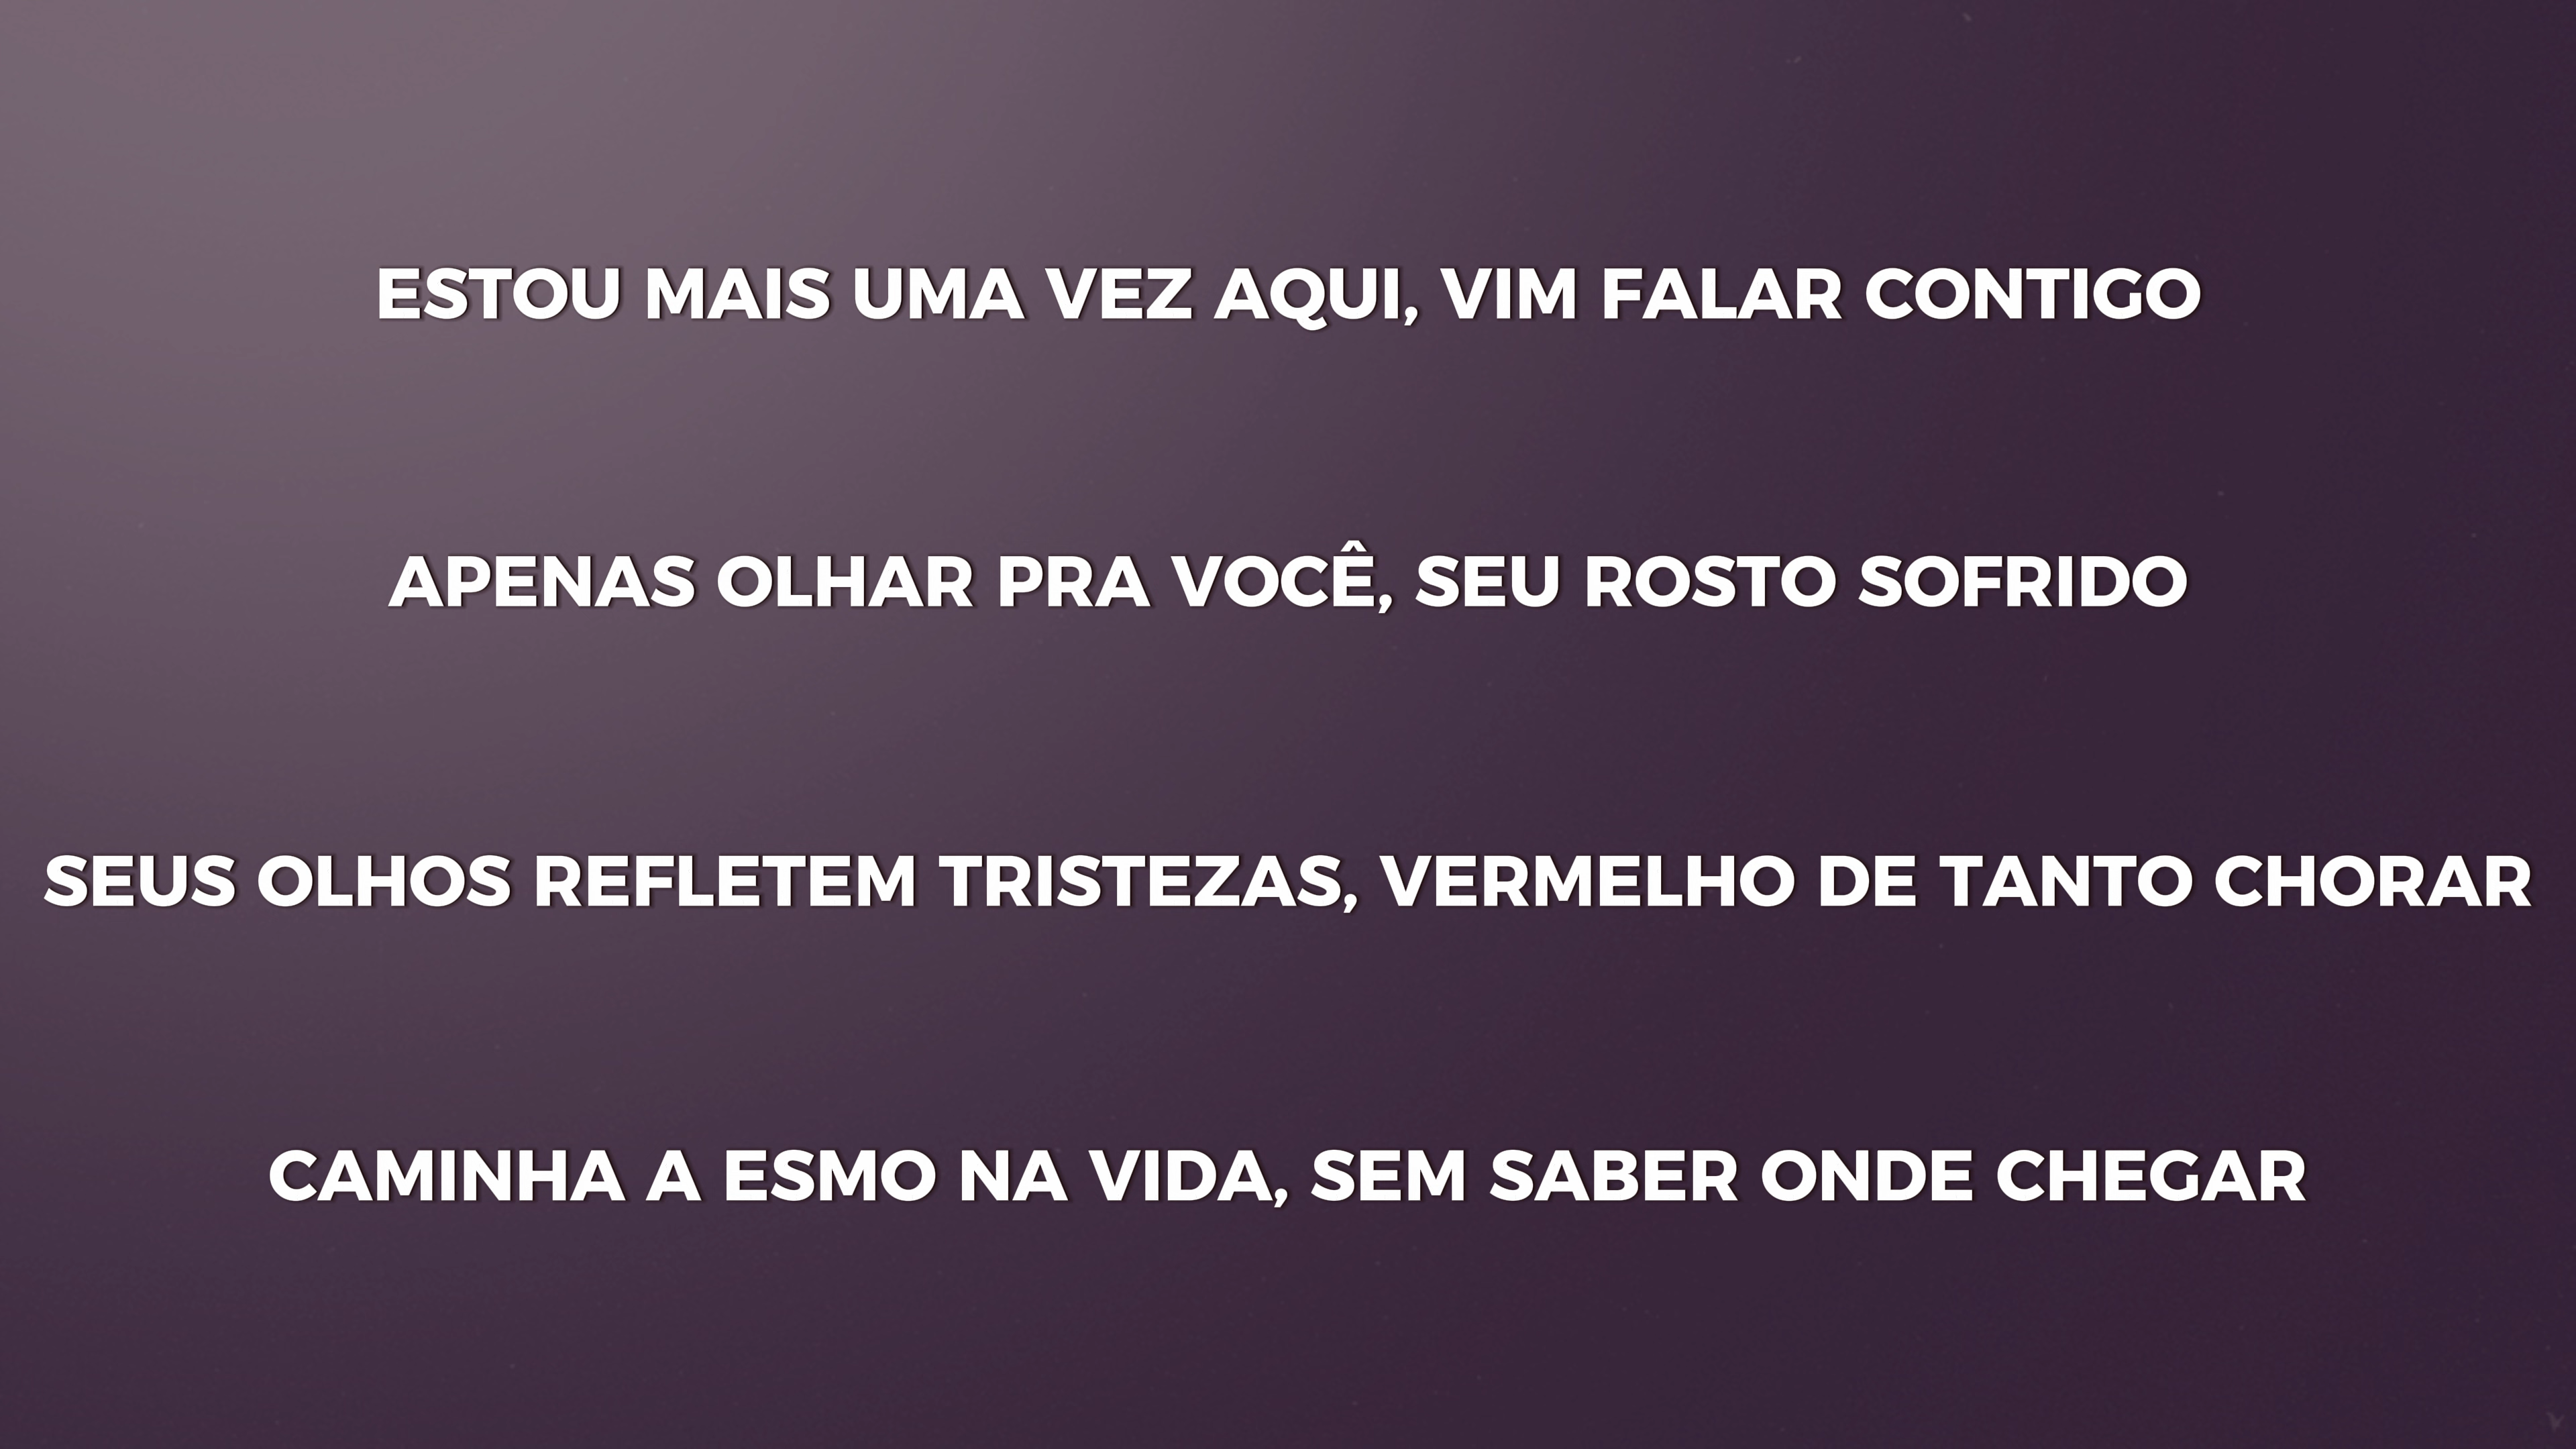 ESTOU MAIS UMA VEZ AQUI, VIM FALAR CONTIGO
APENAS OLHAR PRA VOCÊ, SEU ROSTO SOFRIDO
SEUS OLHOS REFLETEM TRISTEZAS, VERMELHO DE TANTO CHORAR
CAMINHA A ESMO NA VIDA, SEM SABER ONDE CHEGAR